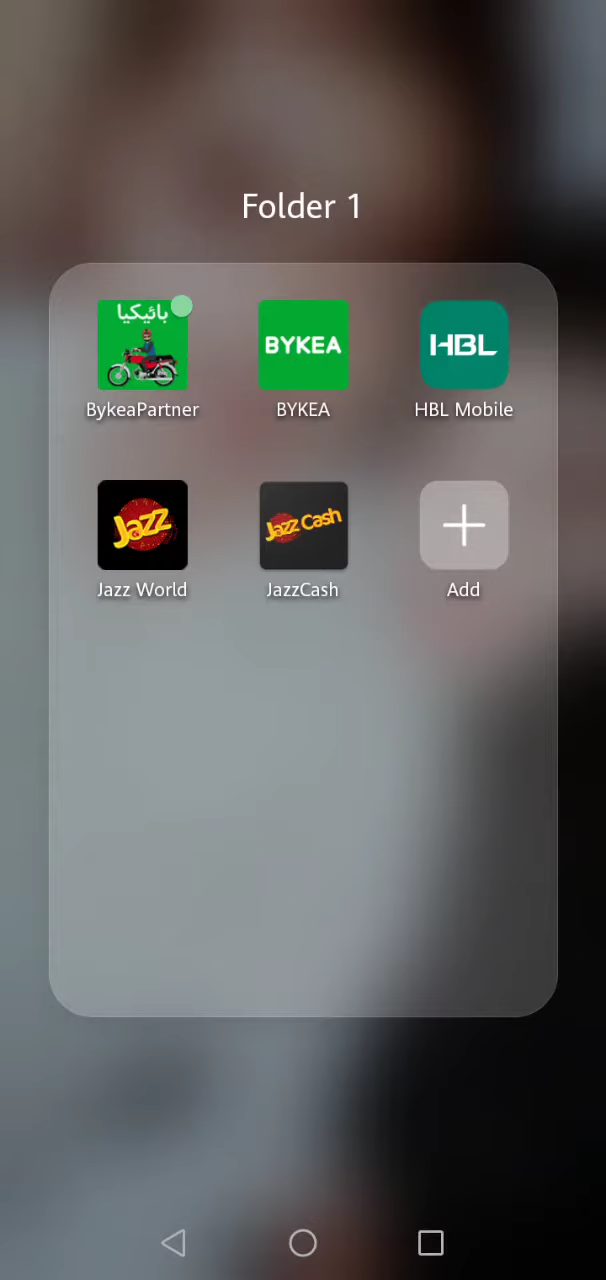 Folder 1
بائیکیا
BYKEA
HBL
BykeaPartner
BYKEA
HBL Mobile
Jazz
Jazz Cash
Jazz World
JazzCash
Add